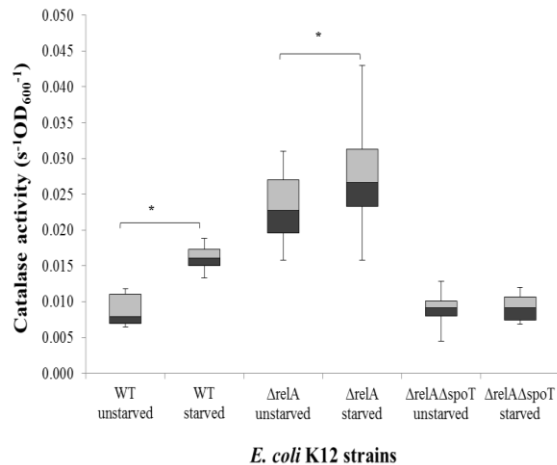 Catalase activity (s⁻¹OD₆₀₀⁻¹)
0.050
0.045
0.040
0.035
0.030
0.025
0.020
0.015
0.010
0.005
0.000
*
*
WT
unstarved
WT
starved
ΔrelA
unstarved
ΔrelA
starved
ΔrelAΔspoT
unstarved
ΔrelAΔspoT
starved
E. coli K12 strains